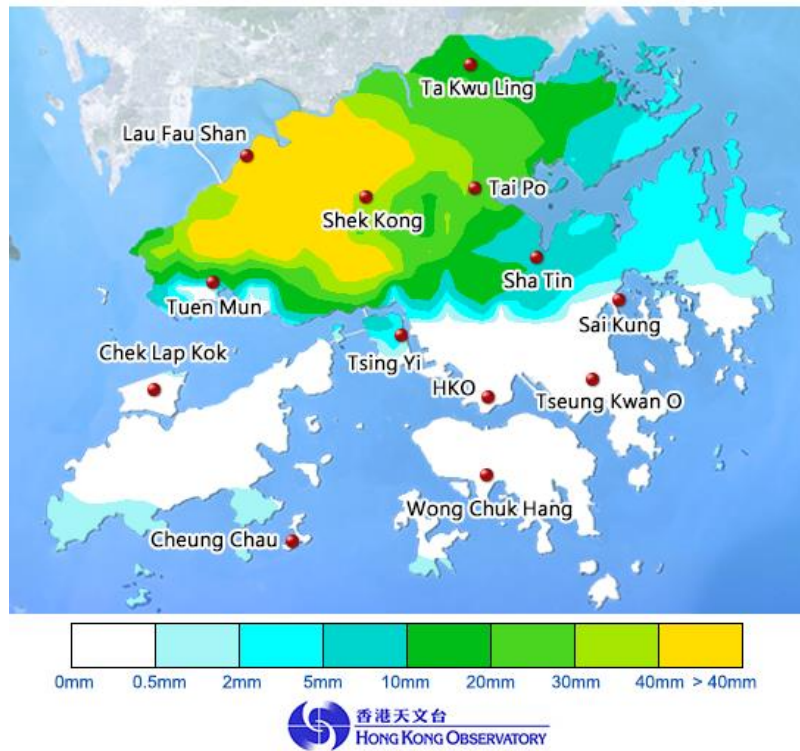 Ta Kwu Ling
Lau Fau Shan
Tai Po
Shek Kong
Sha Tin
Tuen Mun
Sai Kung
Chek Lap Kok
Tsing Yi
HKO
Tseung Kwan O
Wong Chuk Hang
Cheung Chau
0mm 0.5mm 2mm 5mm 10mm 20mm 30mm 40mm > 40mm
香港天文台
HONG KONG OBSERVATORY